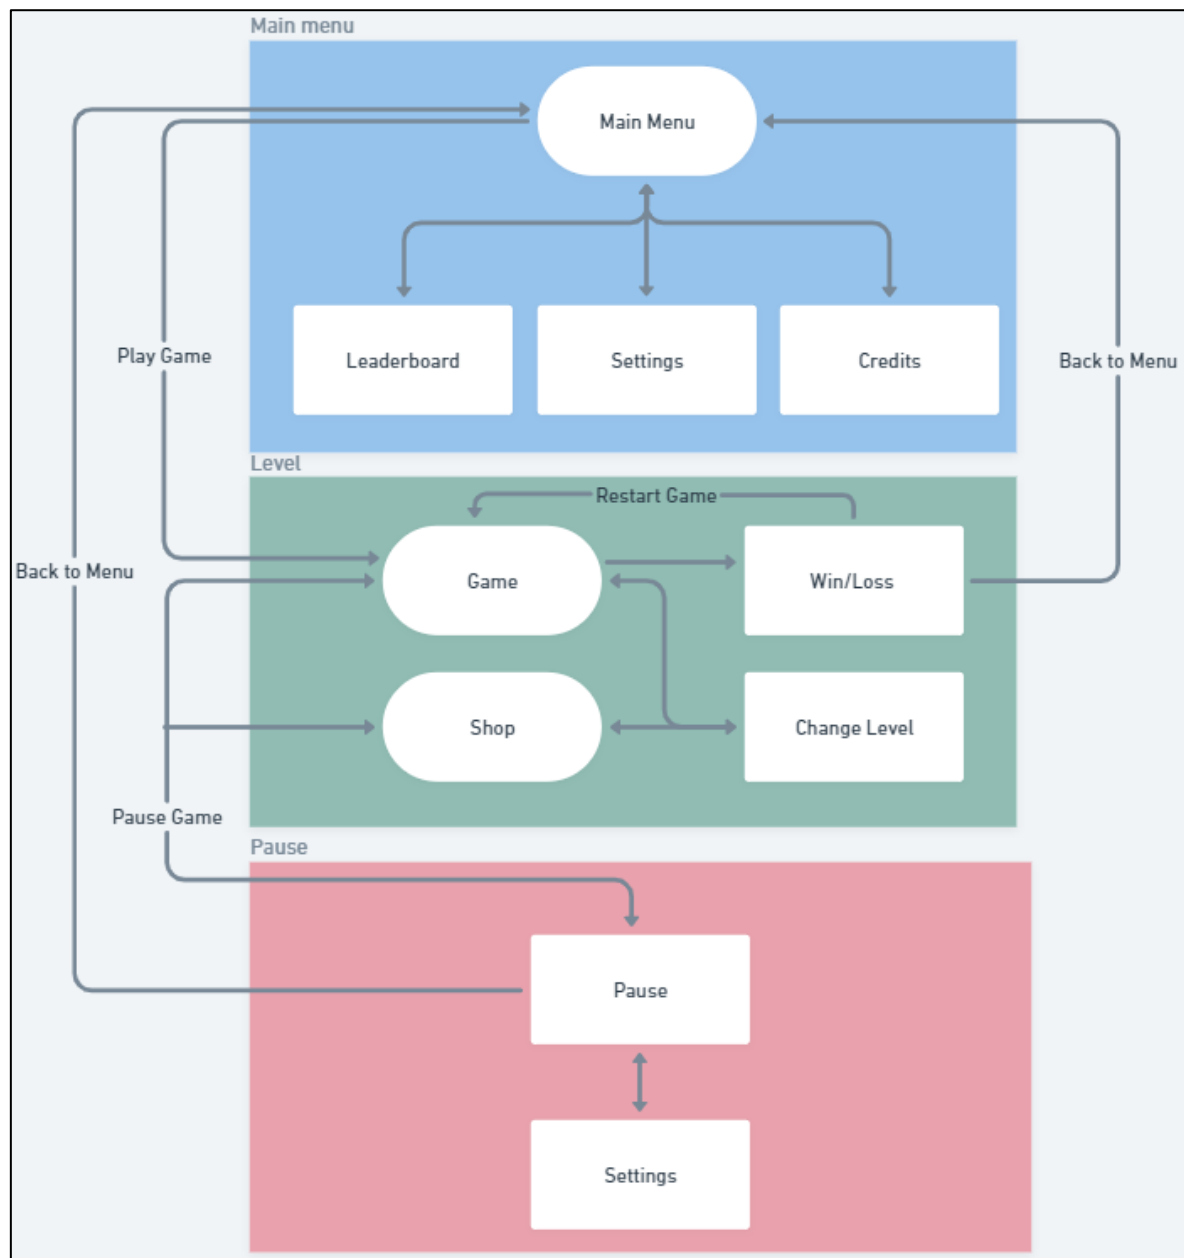 Main menu
Main Menu
Leaderboard
Settings
Credits
Play Game
Back to Menu
Level
Restart Game
Game
Win/Loss
Back to Menu
Shop
Change Level
Pause Game
Pause
Pause
Settings